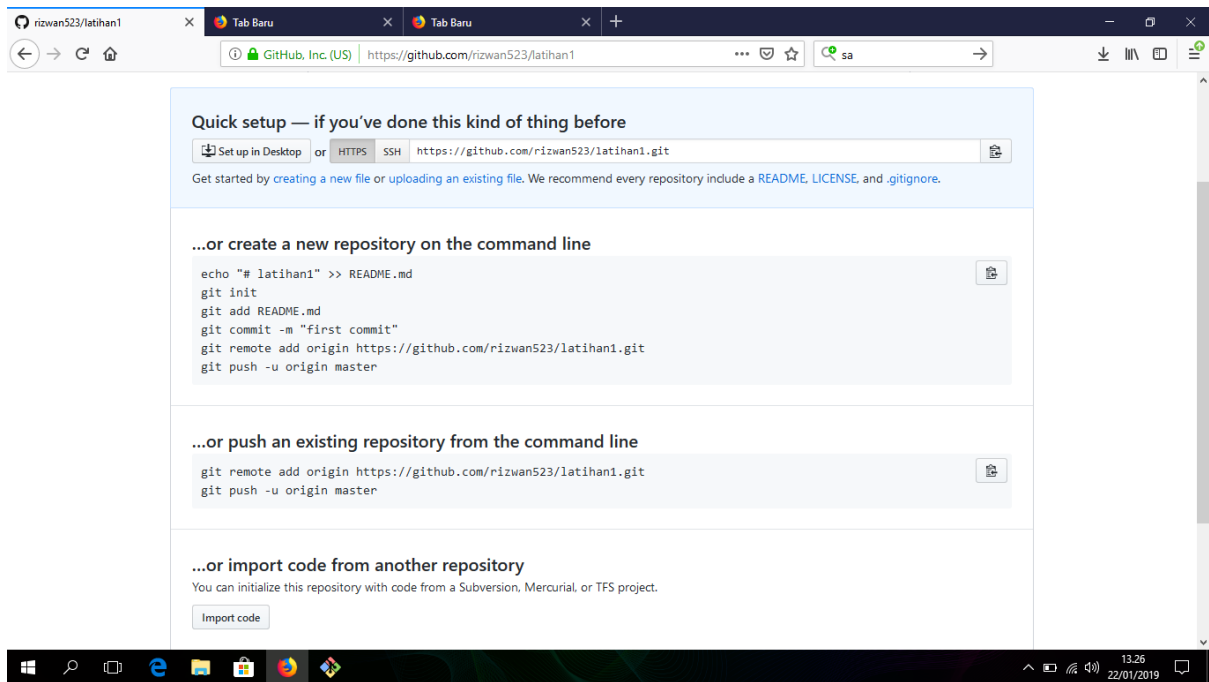 rizwan523/latihan1
Tab Baru
Tab Baru
GitHub, Inc. (US) https://github.com/rizwan523/latihan1
sa
Quick setup — if you've done this kind of thing before
Set up in Desktop or HTTPS SSH https://github.com/rizwan523/latihan1.git
Get started by creating a new file or uploading an existing file. We recommend every repository include a README, LICENSE, and .gitignore.
...or create a new repository on the command line
echo "# latihan1" >> README.md
git init
git add README.md
git commit -m "first commit"
git remote add origin https://github.com/rizwan523/latihan1.git
git push -u origin master
...or push an existing repository from the command line
git remote add origin https://github.com/rizwan523/latihan1.git
git push -u origin master
...or import code from another repository
You can initialize this repository with code from a Subversion, Mercurial, or TFS project.
Import code
13.26
22/01/2019